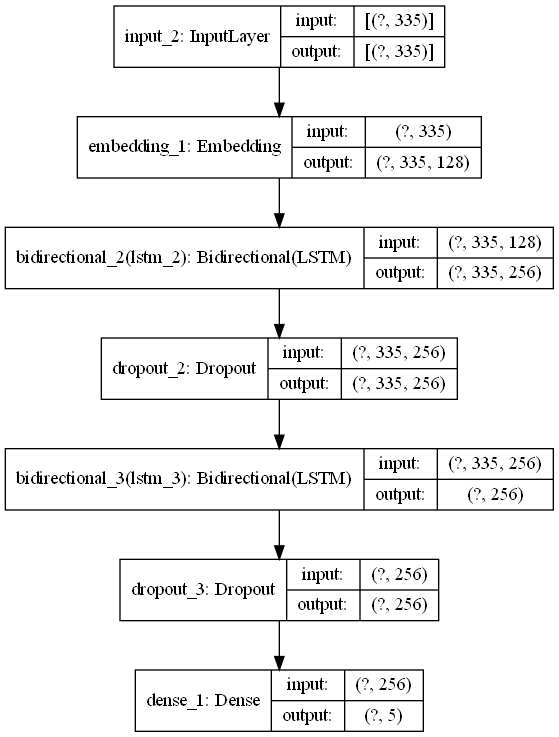 input_2: InputLayer
input: [(?, 335)]
output: [(?, 335)]
embedding_1: Embedding
input: (?, 335)
output: (?, 335, 128)
bidirectional_2(lstm_2): Bidirectional(LSTM)
input: (?, 335, 128)
output: (?, 335, 256)
dropout_2: Dropout
input: (?, 335, 256)
output: (?, 335, 256)
bidirectional_3(lstm_3): Bidirectional(LSTM)
input: (?, 335, 256)
output: (?, 256)
dropout_3: Dropout
input: (?, 256)
output: (?, 256)
dense_1: Dense
input: (?, 256)
output: (?, 5)